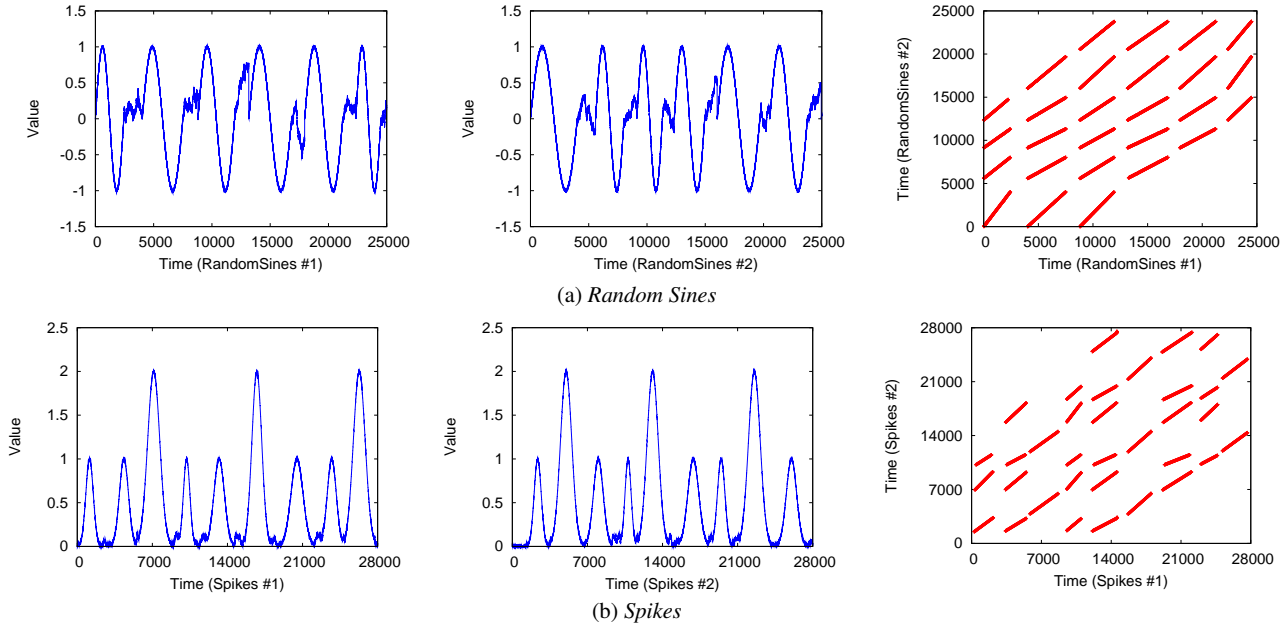 1.5
1
0.5
0
-0.5
-1
-1.5
Value
0 5000 10000 15000 20000 25000
Time (RandomSines #1)
1.5
1
0.5
0
-0.5
-1
-1.5
Value
0 5000 10000 15000 20000 25000
Time (RandomSines #2)
25000
20000
15000
10000
5000
0
Time (RandomSines #2)
0 5000 10000 15000 20000 25000
Time (RandomSines #1)
(a) Random Sines
2.5
2
1.5
1
0.5
0
Value
0 7000 14000 21000 28000
Time (Spikes #1)
2.5
2
1.5
1
0.5
0
Value
0 7000 14000 21000 28000
Time (Spikes #2)
28000
21000
14000
7000
0
Time (Spikes #2)
0 7000 14000 21000 28000
Time (Spikes #1)
(b) Spikes